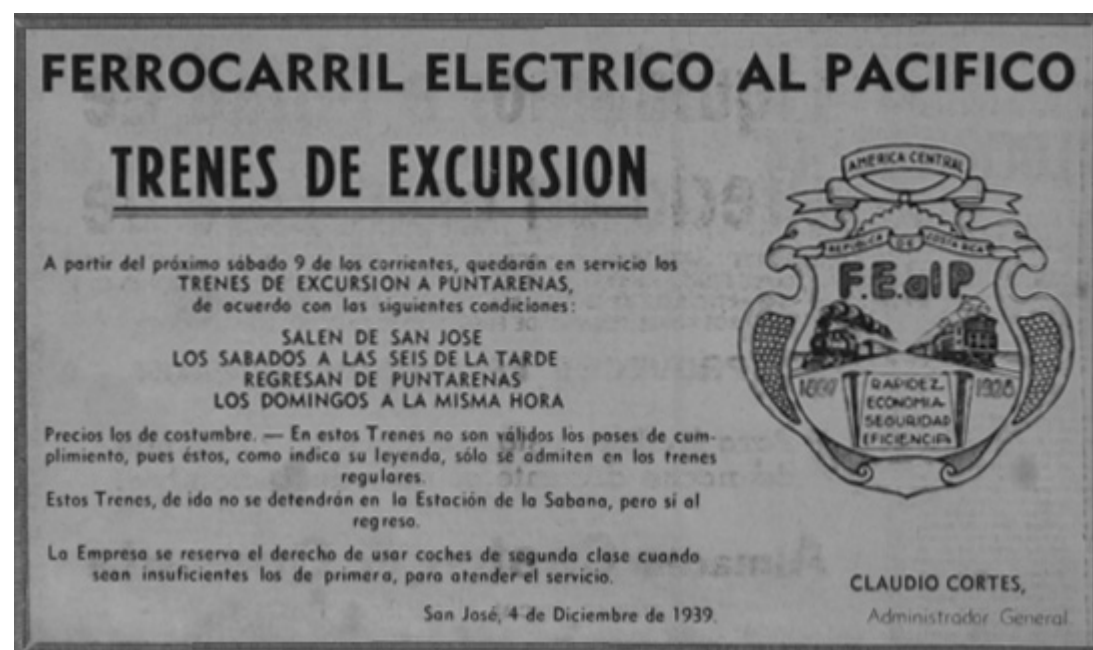 FERROCARRIL ELECTRICO AL PACIFICO
TRENES DE EXCURSION
A partir del próximo sábado 9 de los corrientes, quedarán en servicio los
TRENES DE EXCURSION A PUNTARENAS,
de acuerdo con las siguientes condiciones:
SALEN DE SAN JOSE
LOS SABADOS A LAS SEIS DE LA TARDE
REGRESAN DE PUNTARENAS
LOS DOMINGOS A LA MISMA HORA
Precios los de costumbre. — En estos Trenes no son válidos los pases de cum-
plimiento, pues éstos, como indica su leyenda, sólo se admiten en los trenes
regulares.
Estos Trenes, de ida no se detendrán en la Estación de la Sabana, pero sí al
regreso.
La Empresa se reserva el derecho de usar coches de segunda clase cuando
sean insuficientes los de primera, para atender el servicio.
San José, 4 de Diciembre de 1939.
AMERICA CENTRAL
REPUBLICA DE COSTA RICA
F.E. al P.
1897 1928
RAPIDEZ
ECONOMIA
SEGURIDAD
EFICIENCIA
CLAUDIO CORTES,
Administrador General.